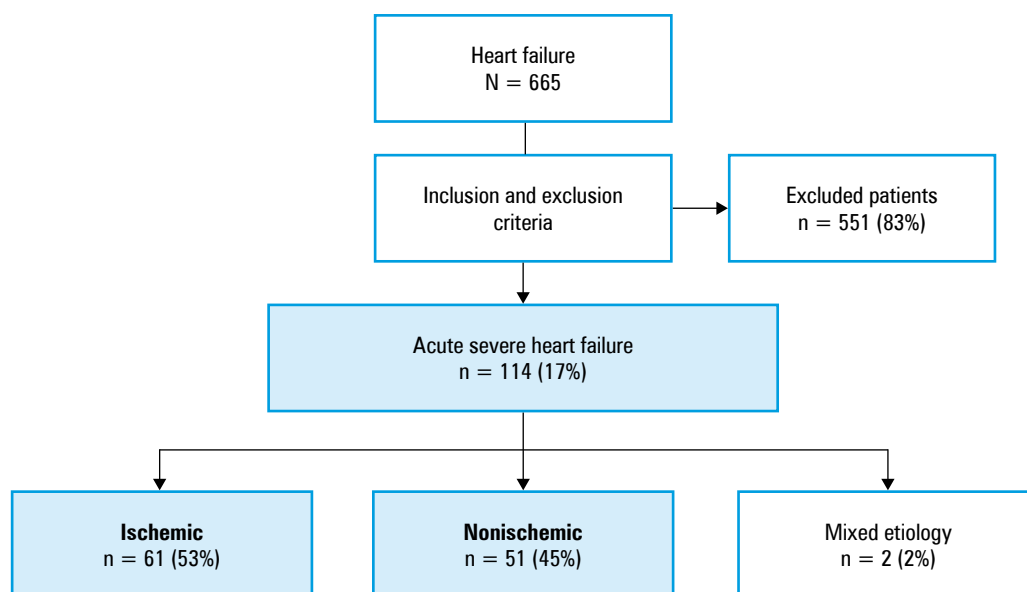 Heart failure
N = 665
Inclusion and exclusion
criteria
Excluded patients
n = 551 (83%)
Acute severe heart failure
n = 114 (17%)
Ischemic
n = 61 (53%)
Nonischemic
n = 51 (45%)
Mixed etiology
n = 2 (2%)